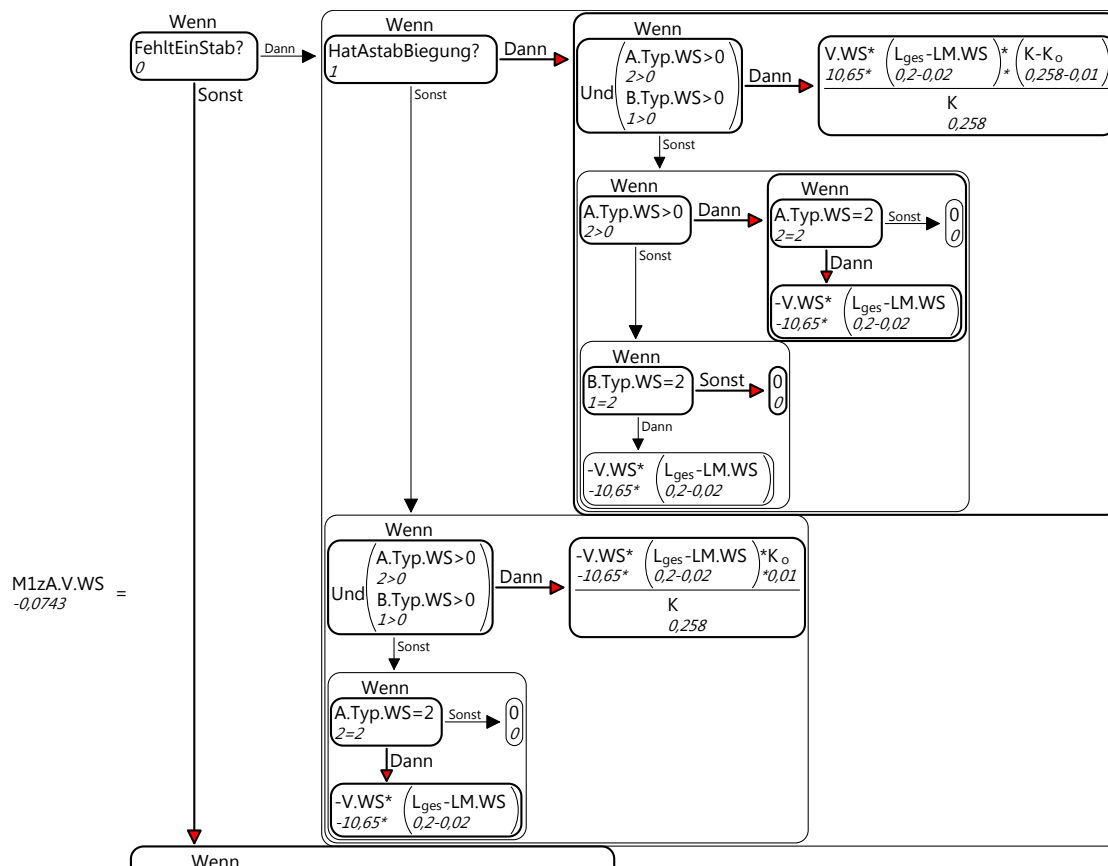 Wenn
FehltEinStab?
0
Dann
Sonst
Wenn
HatAstabBiegung?
1
Dann
Sonst
Wenn
A.Typ.WS>0
2>0
Und
B.Typ.WS>0
1>0
Dann
V.WS* (Lges-LM.WS) * (K-Ko)
10,65* 0,2-0,02 * 0,258-0,01
K
0,258
Sonst
Wenn
A.Typ.WS>0
2>0
Dann
Wenn
A.Typ.WS=2
2=2
Sonst
0
0
Dann
-V.WS* (Lges-LM.WS)
-10,65* 0,2-0,02
Sonst
Wenn
B.Typ.WS=2
1=2
Sonst
0
0
Dann
-V.WS* (Lges-LM.WS)
-10,65* 0,2-0,02
Wenn
A.Typ.WS>0
2>0
Und
B.Typ.WS>0
1>0
Dann
-V.WS* (Lges-LM.WS) *Ko
-10,65* 0,2-0,02 *0,01
K
0,258
Sonst
Wenn
A.Typ.WS=2
2=2
Sonst
0
0
Dann
-V.WS* (Lges-LM.WS)
-10,65* 0,2-0,02
M1zA.V.WS =
-0,0743
Wenn